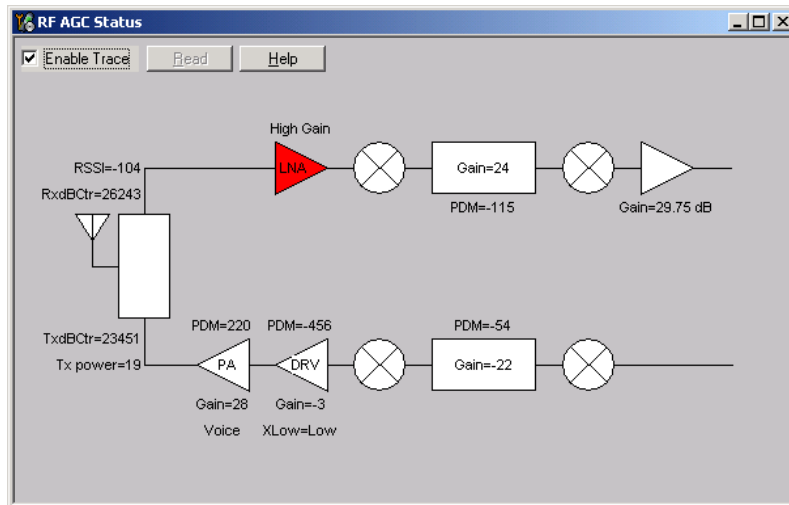 RF AGC Status
Enable Trace
Read
Help
High Gain
RSSI=-104
LNA
Gain=24
RxdBCtr=26243
PDM=-115
Gain=29.75 dB
PDM=220
PDM=-456
PDM=-54
TxdBCtr=23451
Tx power=19
PA
DRV
Gain=-22
Gain=28
Gain=-3
Voice
XLow=Low